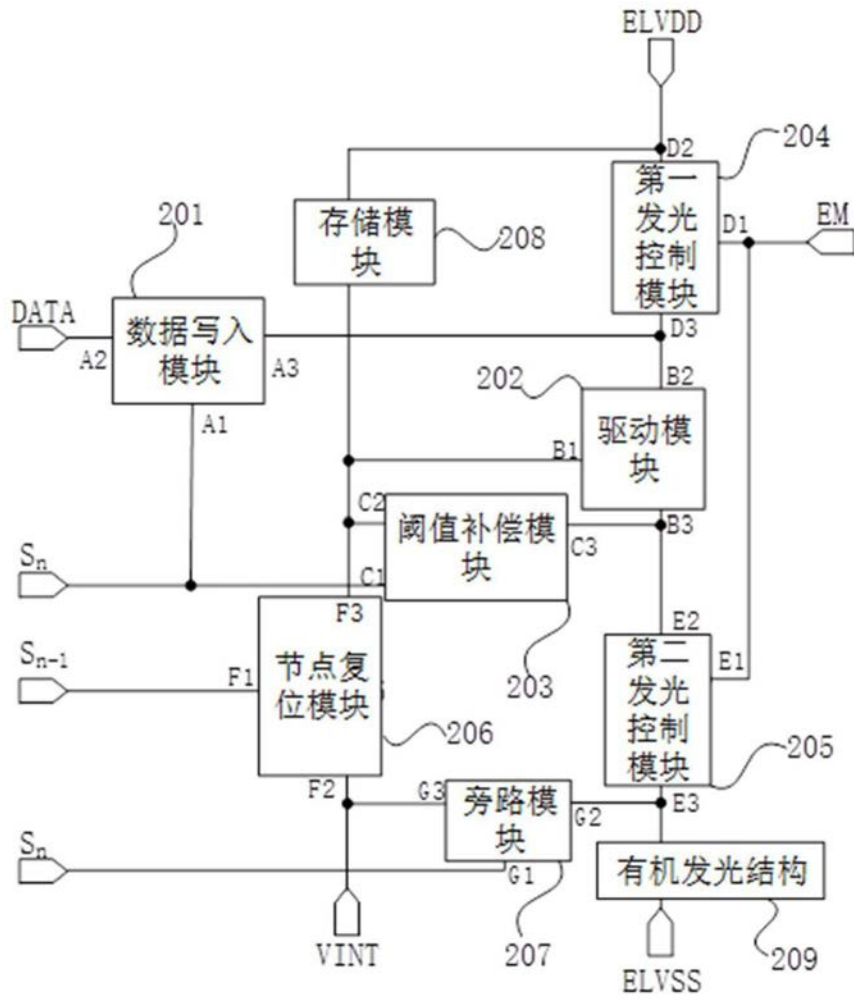 ELVDD
D2
204
第一
发光
控制
模块
D1
EM
D3
201
存储模
块
208
DATA
A2
数据写入
模块
A3
A1
202
B2
驱动模
块
B1
B3
C2
阈值补偿模
块
C3
C1
203
Sn
F3
Sn-1
F1
节点复
位模块
206
F2
E2
第二
发光
控制
模块
E1
205
E3
G3
旁路模
块
G2
G1
207
Sn
VINT
有机发光结构
209
ELVSS